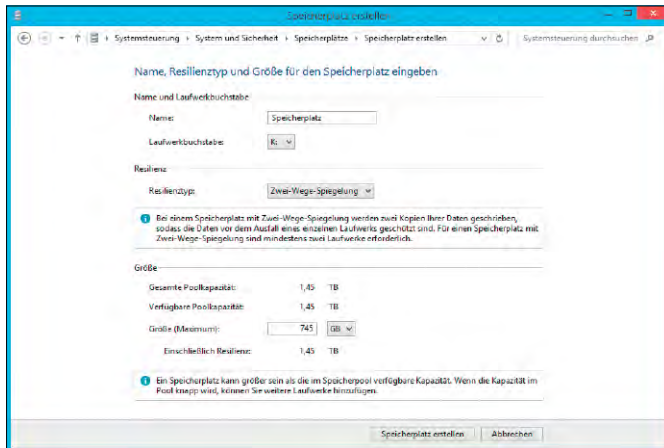 Speicherplatz erstellen
Systemsteuerung › System und Sicherheit › Speicherplätze › Speicherplatz erstellen
Systemsteuerung durchsuchen
Name, Resilienztyp und Größe für den Speicherplatz eingeben
Name und Laufwerkbuchstabe
Name: Speicherplatz
Laufwerkbuchstabe: K:
Resilienz
Resilienztyp: Zwei-Wege-Spiegelung
Bei einem Speicherplatz mit Zwei-Wege-Spiegelung werden zwei Kopien Ihrer Daten geschrieben,
sodass die Daten vor dem Ausfall eines einzelnen Laufwerks geschützt sind. Für einen Speicherplatz mit
Zwei-Wege-Spiegelung sind mindestens zwei Laufwerke erforderlich.
Größe
Gesamte Poolkapazität: 1,45 TB
Verfügbare Poolkapazität: 1,45 TB
Größe (Maximum): 745 GB
Einschließlich Resilienz: 1,45 TB
Ein Speicherplatz kann größer sein als die im Speicherpool verfügbare Kapazität. Wenn die Kapazität im
Pool knapp wird, können Sie weitere Laufwerke hinzufügen.
Speicherplatz erstellen Abbrechen